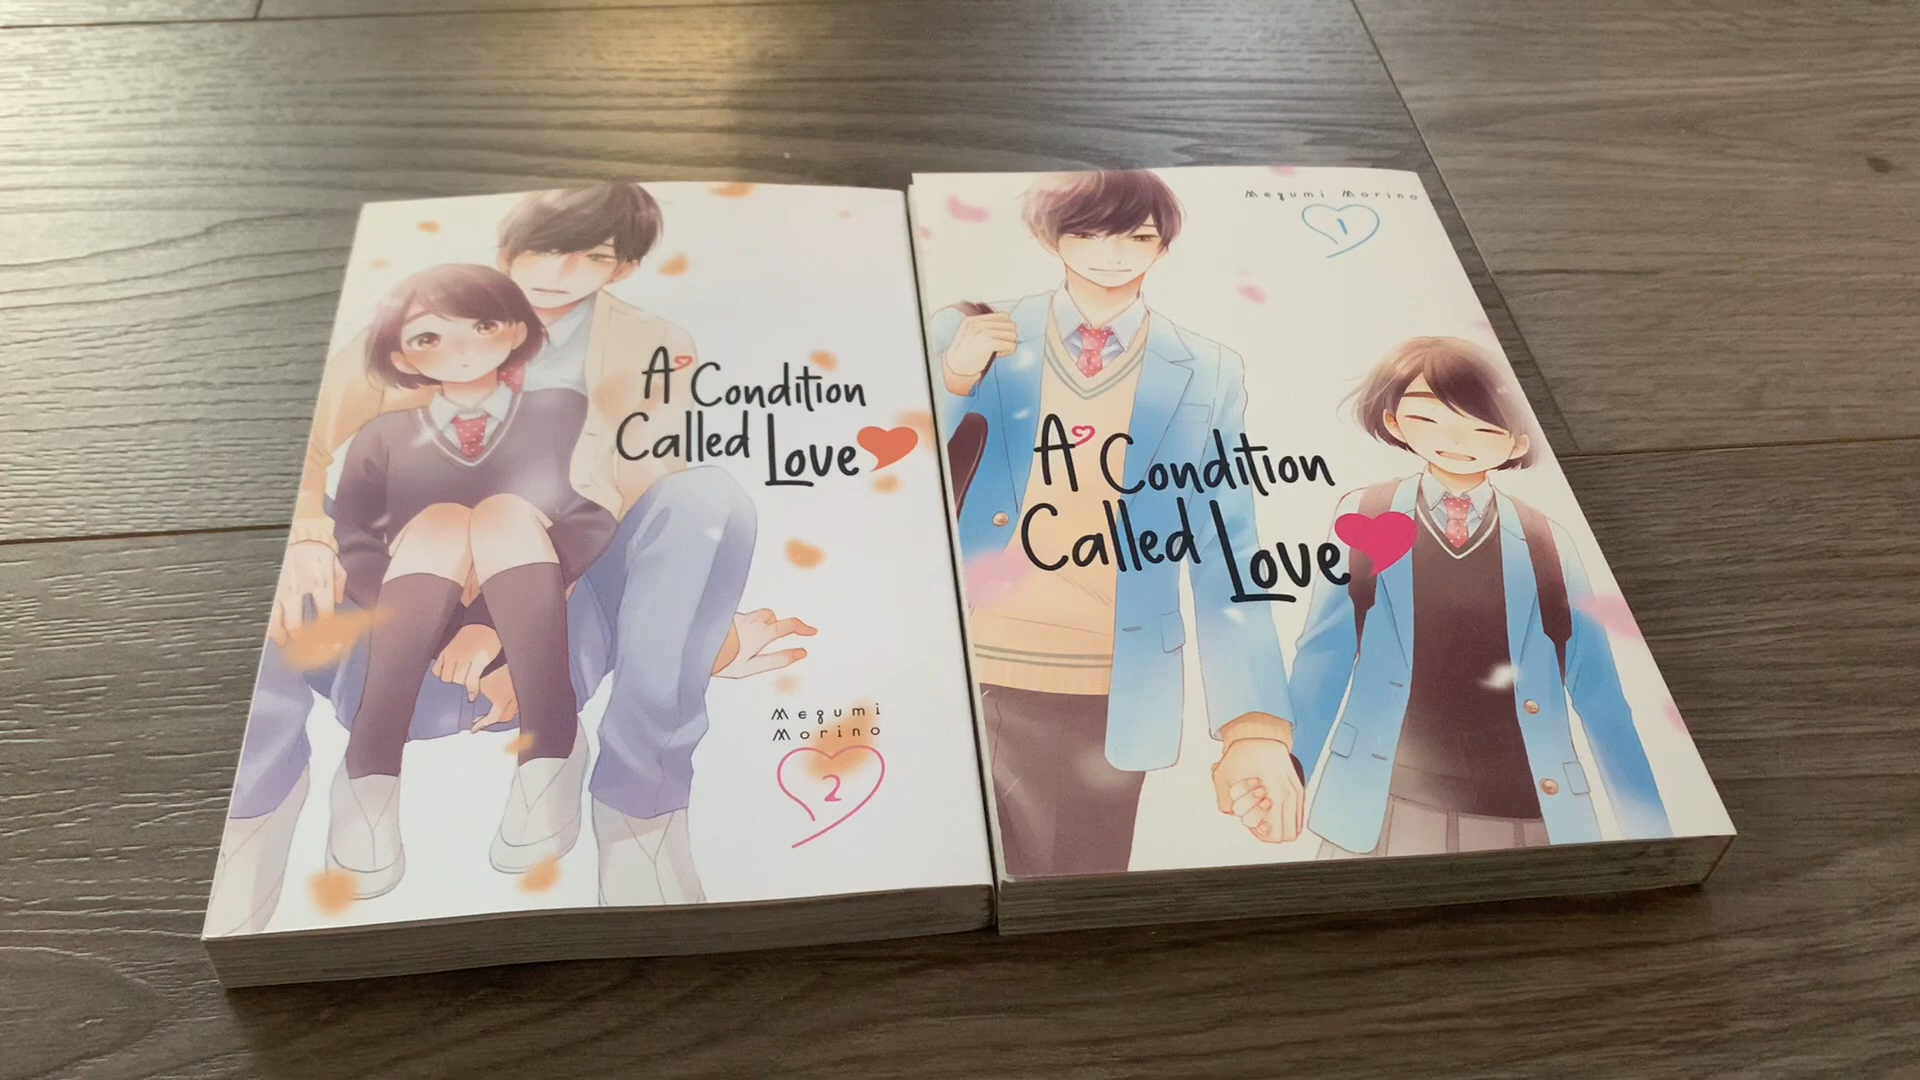 A Condition
Called Love
Megumi
Morino
2
Megumi Morino
1
A Condition
Called Love